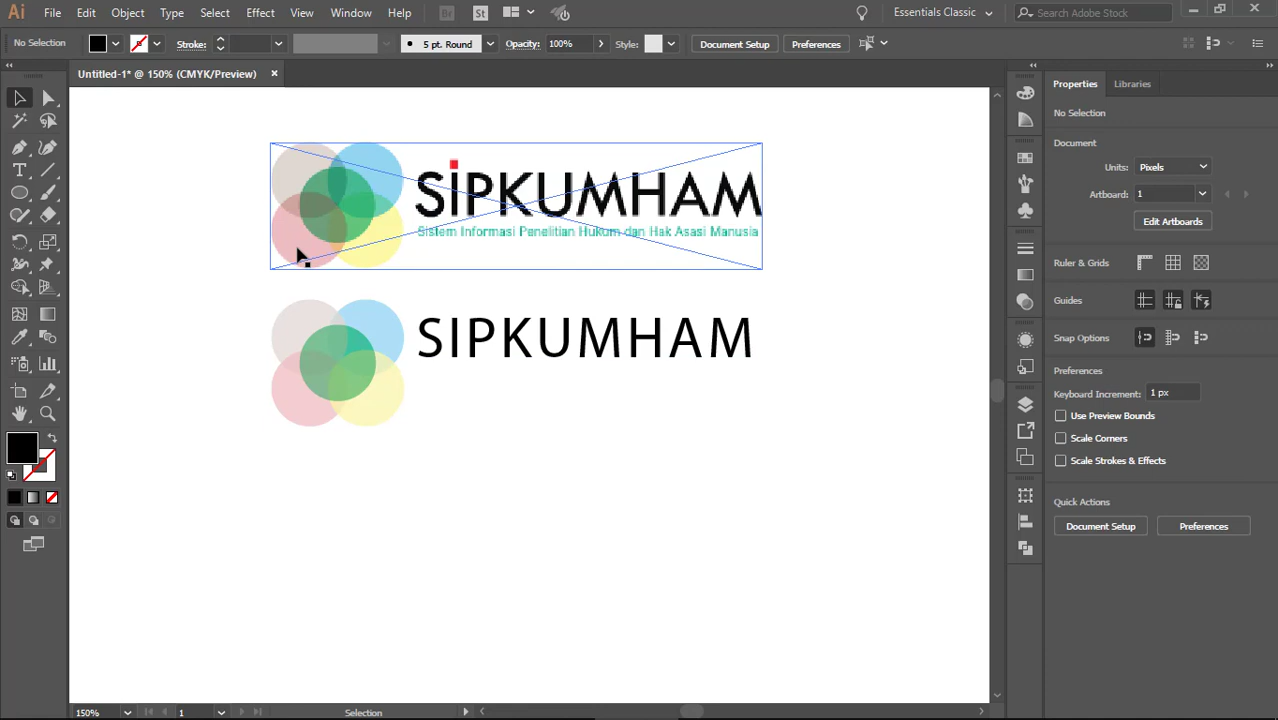 Ai File Edit Object Type Select Effect View Window Help Br St Essentials Classic Search Adobe Stock
No Selection Stroke: 5 pt. Round Opacity: 100% Style: Document Setup Preferences
Untitled-1* @ 150% (CMYK/Preview)
SiPKUMHAM
Sistem Informasi Penelitian Hukum dan Hak Asasi Manusia
SIPKUMHAM
Properties Libraries
No Selection
Document
Units: Pixels
Artboard: 1
Edit Artboards
Ruler & Grids
Guides
Snap Options
Preferences
Keyboard Increment: 1 px
Use Preview Bounds
Scale Corners
Scale Strokes & Effects
Quick Actions
Document Setup Preferences
150% 1 Selection